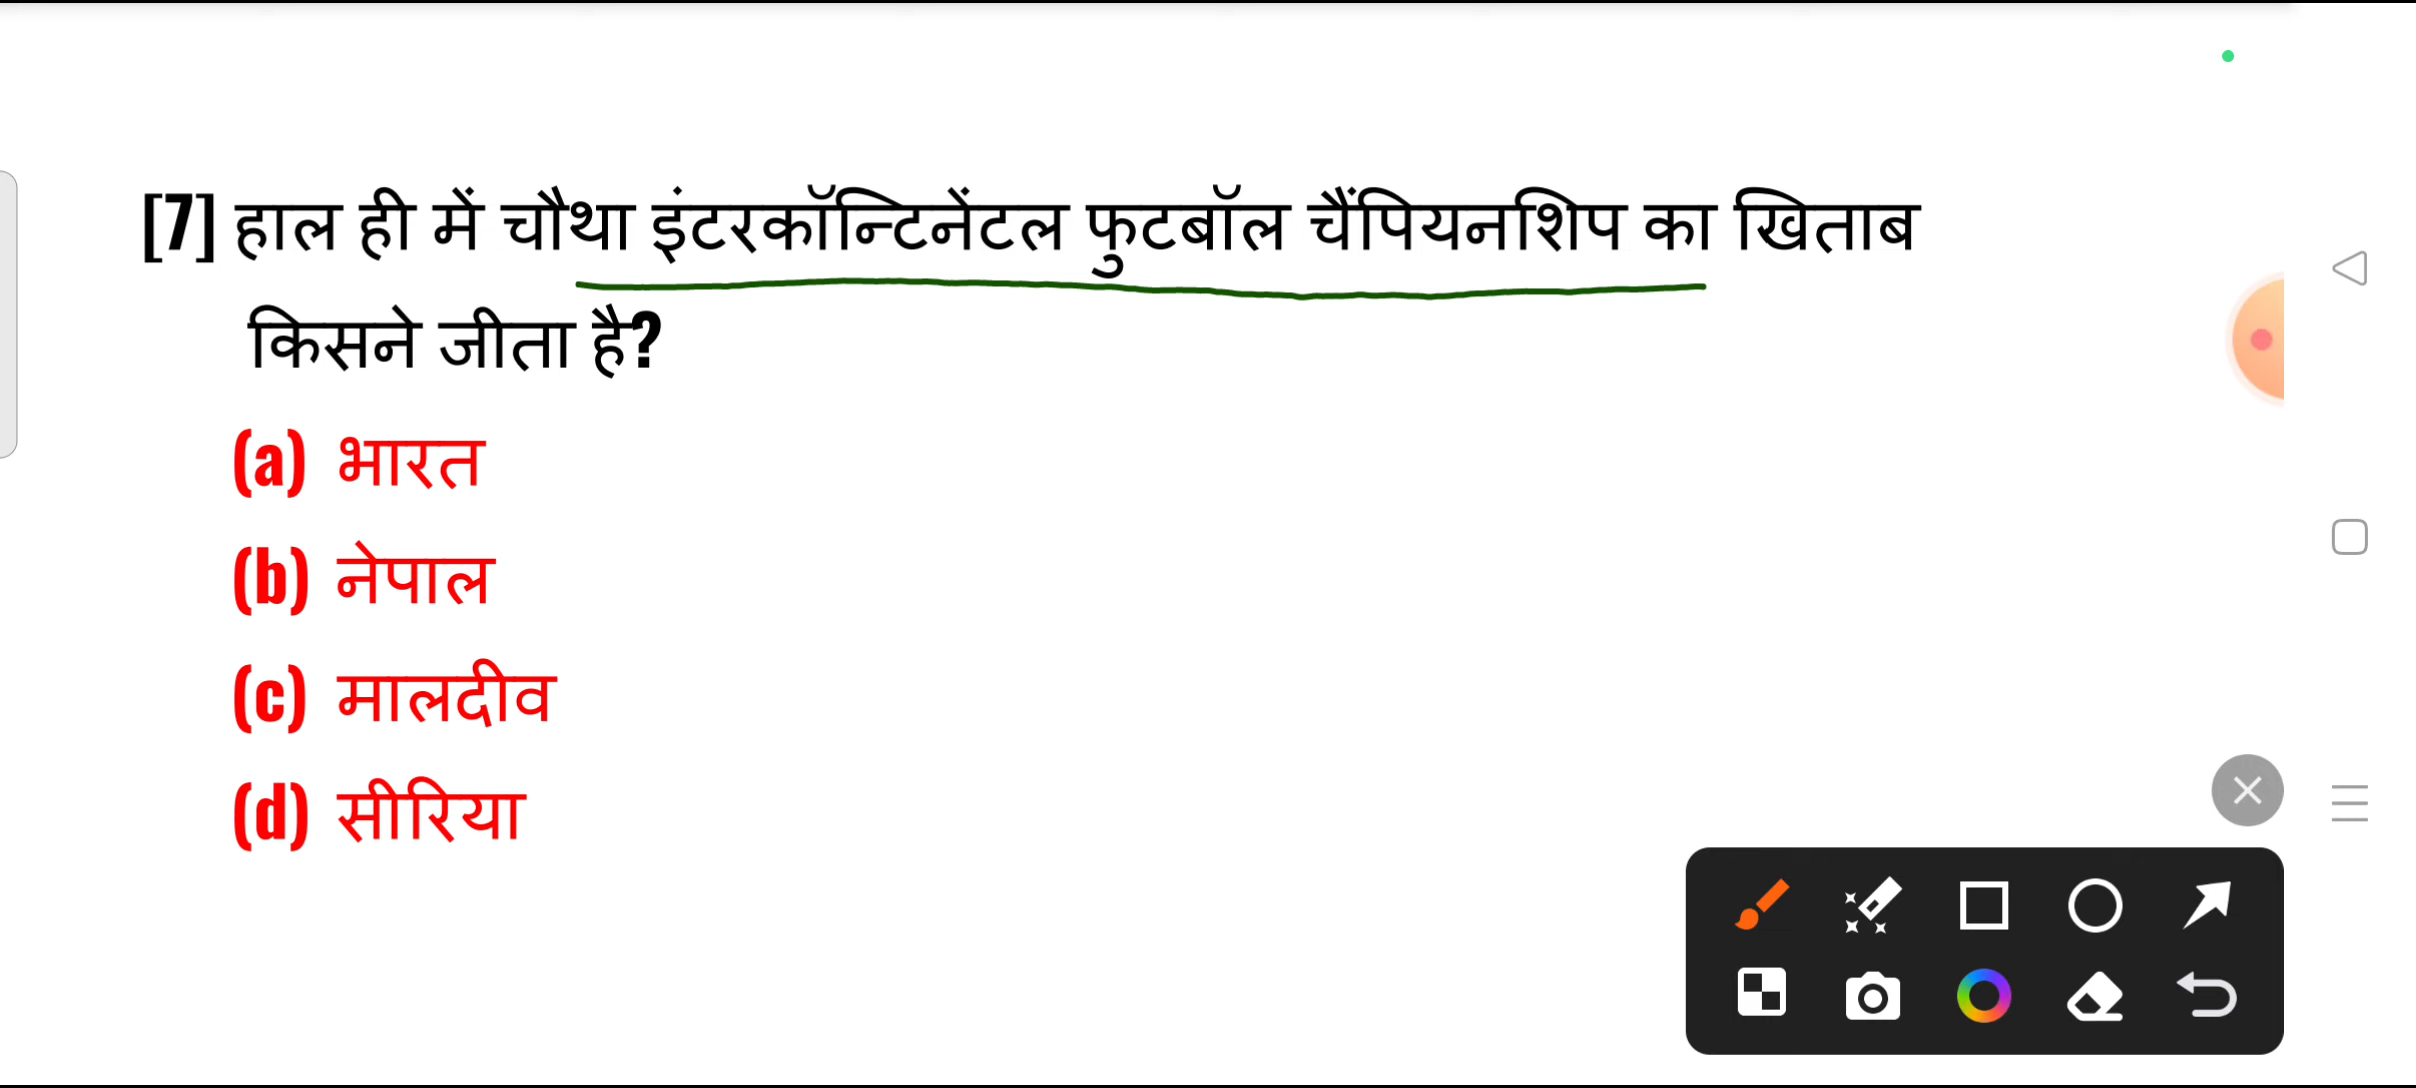 [7] हाल ही में चौथा इंटरकॉन्टिनेंटल फुटबॉल चैंपियनशिप का खिताब
किसने जीता है?
(a) भारत
(b) नेपाल
(c) मालदीव
(d) सीरिया